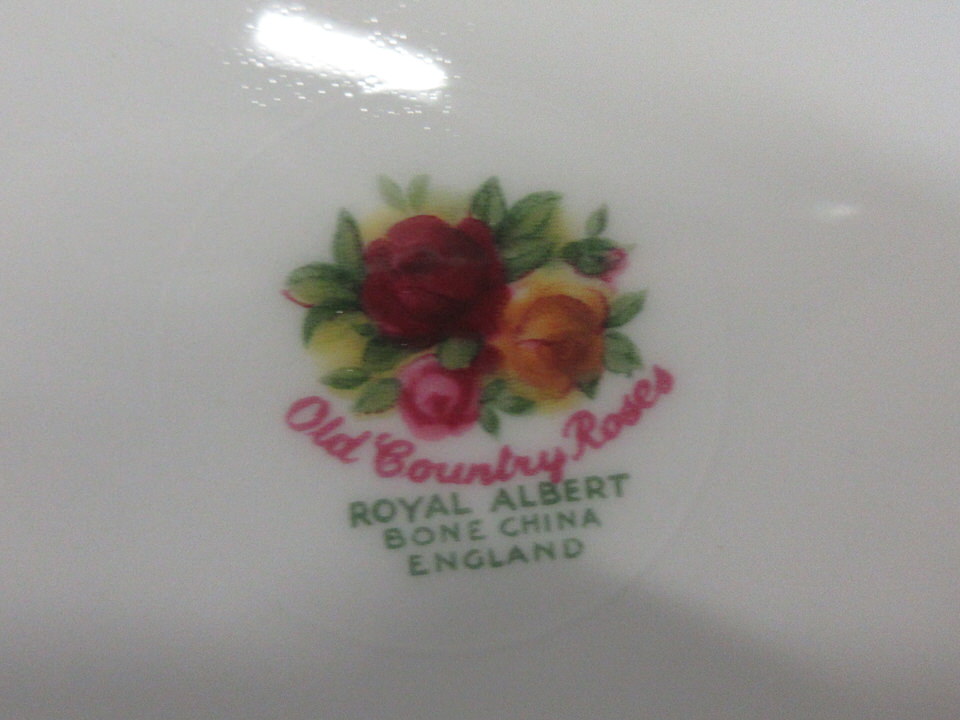 Old Country Roses
ROYAL ALBERT
BONE CHINA
ENGLAND